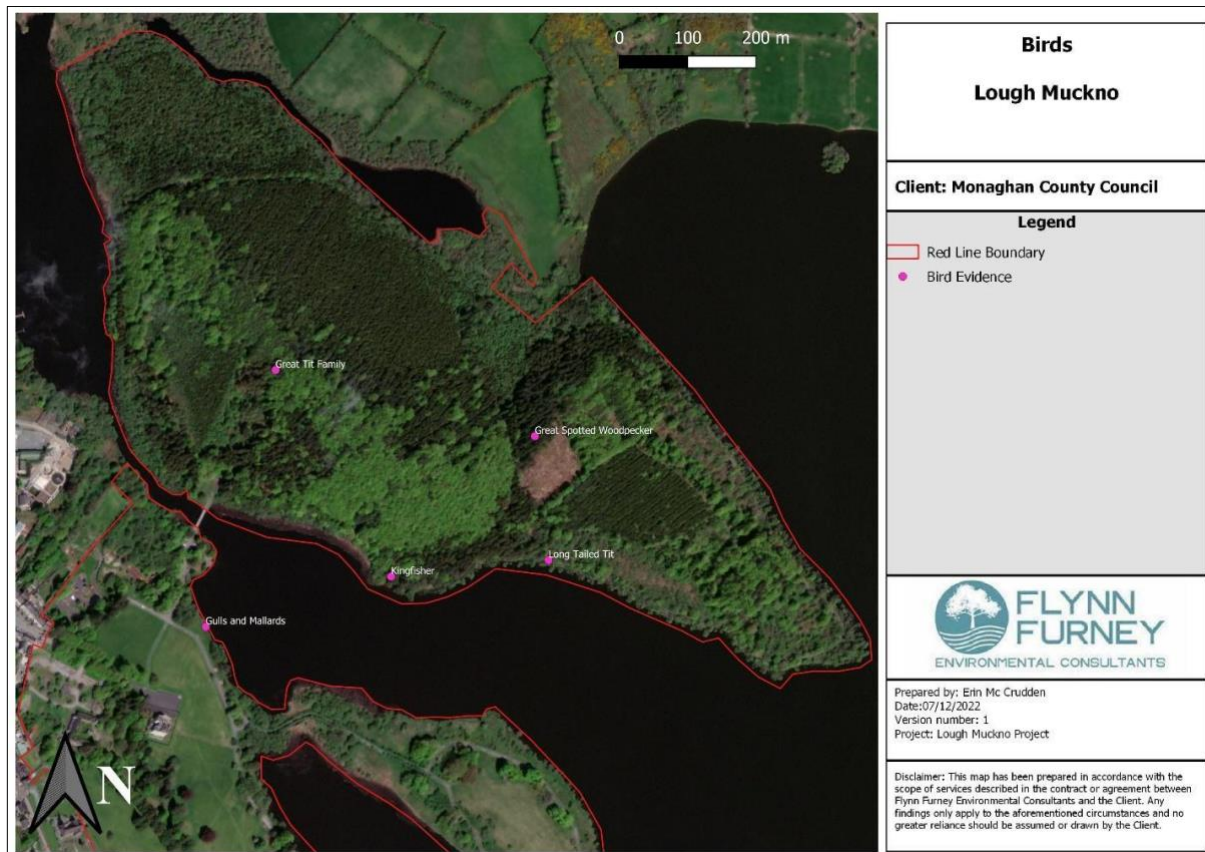 0 100 200 m
Great Tit Family
Great Spotted Woodpecker
Long Tailed Tit
Kingfisher
Gulls and Mallards
N
Birds
Lough Muckno
Client: Monaghan County Council
Legend
Red Line Boundary
Bird Evidence
FLYNN
FURNEY
ENVIRONMENTAL CONSULTANTS
Prepared by: Erin Mc Crudden
Date:07/12/2022
Version number: 1
Project: Lough Muckno Project
Disclaimer: This map has been prepared in accordance with the
scope of services described in the contract or agreement between
Flynn Furney Environmental Consultants and the Client. Any
findings only apply to the aforementioned circumstances and no
greater reliance should be assumed or drawn by the Client.